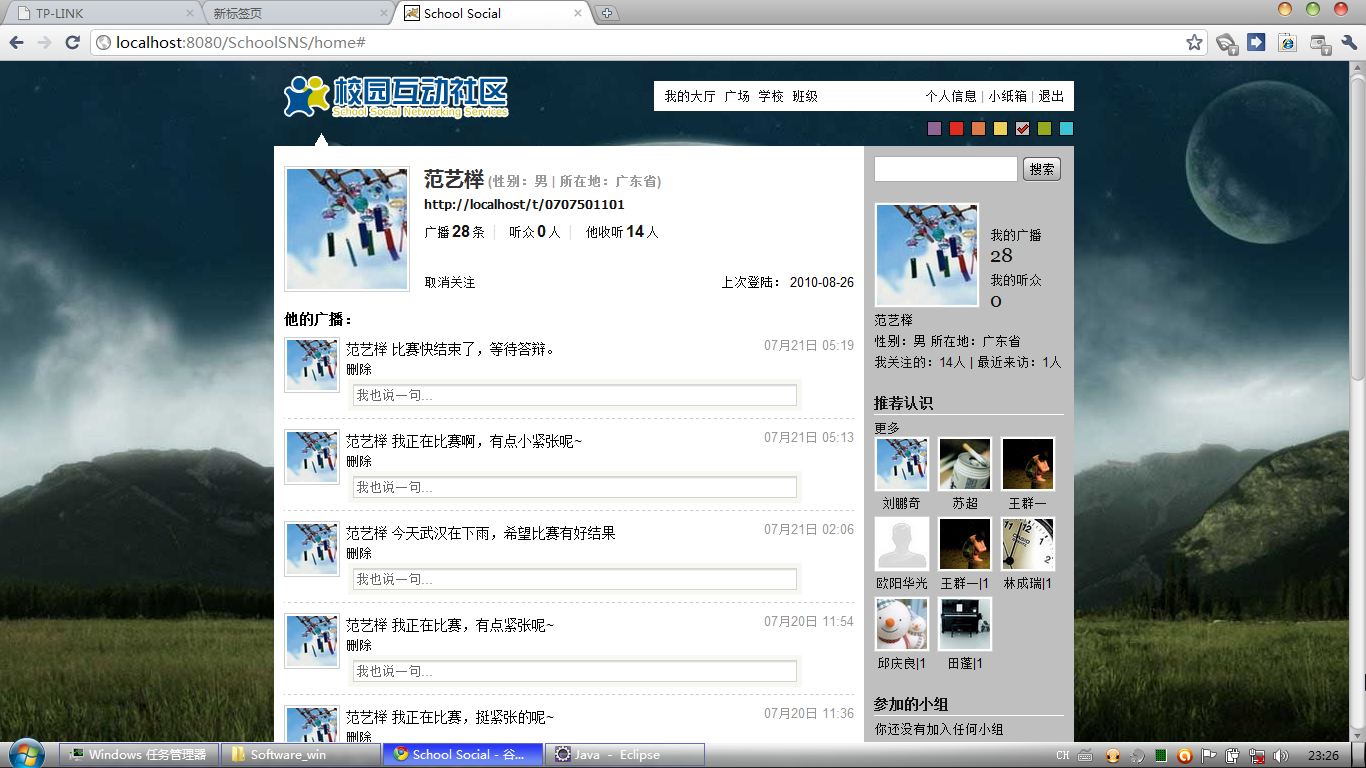 TP-LINK
新标签页
School Social
localhost:8080/SchoolSNS/home#
校园互动社区
School Social Networking Services
我的大厅 广场 学校 班级
个人信息 | 小纸箱 | 退出
范艺榉 (性别：男 | 所在地：广东省)
http://localhost/t/0707501101
广播 28 条 | 听众 0 人 | 他收听 14 人
取消关注
上次登陆： 2010-08-26
他的广播：
范艺榉 比赛快结束了，等待答辩。
07月21日 05:19
删除
我也说一句...
范艺榉 我正在比赛啊，有点小紧张呢~
07月21日 05:13
删除
我也说一句...
范艺榉 今天武汉在下雨，希望比赛有好结果
07月21日 02:06
删除
我也说一句...
范艺榉 我正在比赛，有点紧张呢~
07月20日 11:54
删除
我也说一句...
范艺榉 我正在比赛，挺紧张的呢~
07月20日 11:36
删除
搜索
我的广播
28
我的听众
0
范艺榉
性别：男 所在地：广东省
我关注的：14人 | 最近来访：1人
推荐认识
更多
刘鹏奇 苏超 王群一
欧阳华光 王群一|1 林成瑞|1
邱庆良|1 田蓬|1
参加的小组
你还没有加入任何小组
Windows 任务管理器
Software_win
School Social - 谷...
Java - Eclipse
CH
23:26